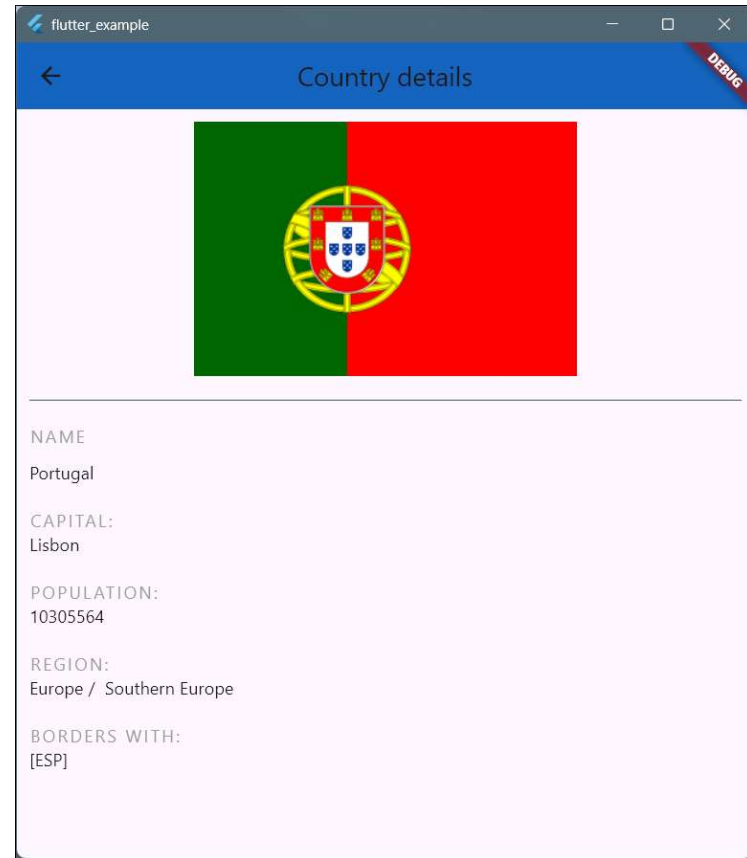 flutter_example
Country details
DEBUG
NAME
Portugal
CAPITAL:
Lisbon
POPULATION:
10305564
REGION:
Europe /  Southern Europe
BORDERS WITH:
[ESP]